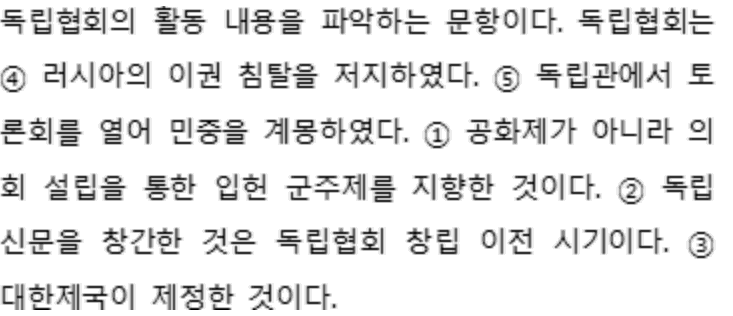 독립협회의 활동 내용을 파악하는 문항이다. 독립협회는
④ 러시아의 이권 침탈을 저지하였다. ⑤ 독립관에서 토
론회를 열어 민중을 계몽하였다. ① 공화제가 아니라 의
회 설립을 통한 입헌 군주제를 지향한 것이다. ② 독립
신문을 창간한 것은 독립협회 창립 이전 시기이다. ③
대한제국이 제정한 것이다.